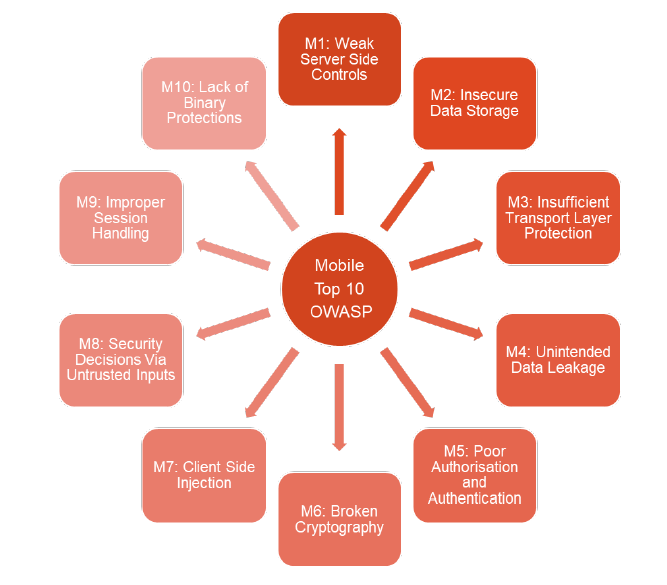 M1: Weak
Server Side
Controls
M2: Insecure
Data Storage
M3: Insufficient
Transport Layer
Protection
M4: Unintended
Data Leakage
M5: Poor
Authorisation
and
Authentication
M6: Broken
Cryptography
M7: Client Side
Injection
M8: Security
Decisions Via
Untrusted Inputs
M9: Improper
Session
Handling
M10: Lack of
Binary
Protections
Mobile
Top 10
OWASP